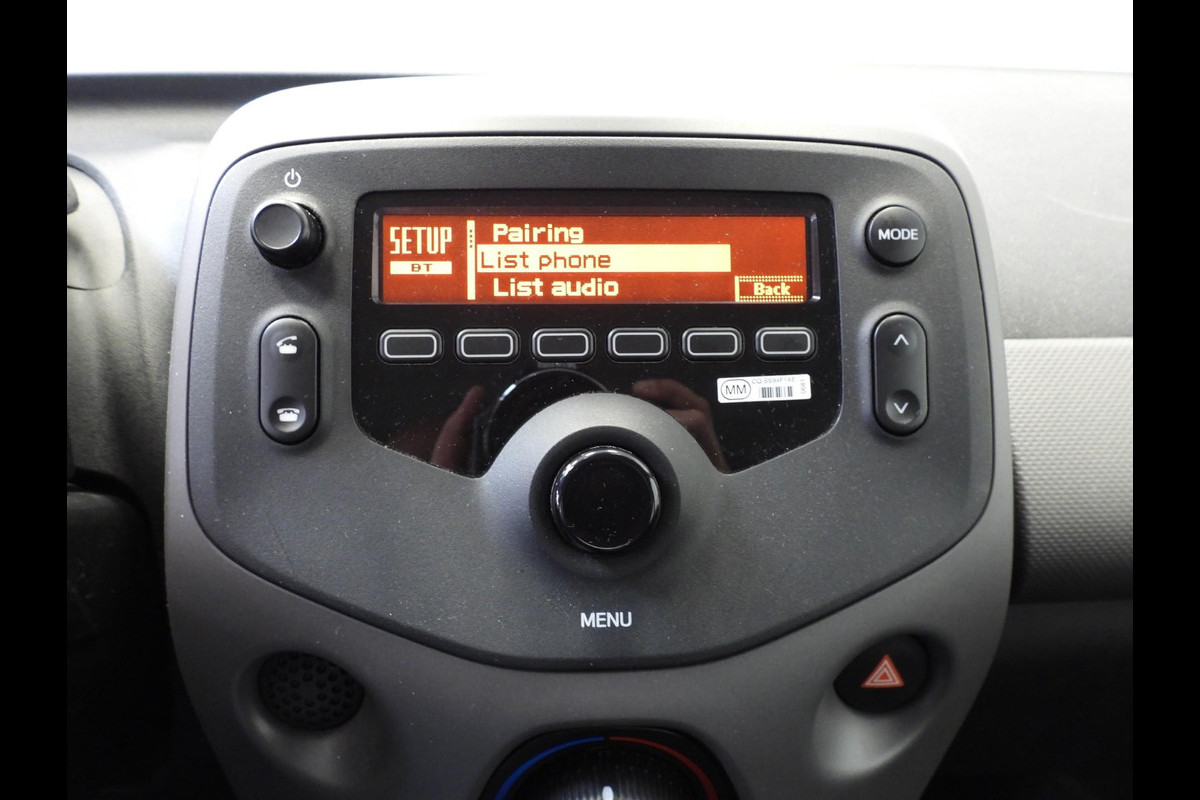 SETUP
BT
Pairing
List phone
List audio
Back
MODE
MM
MENU